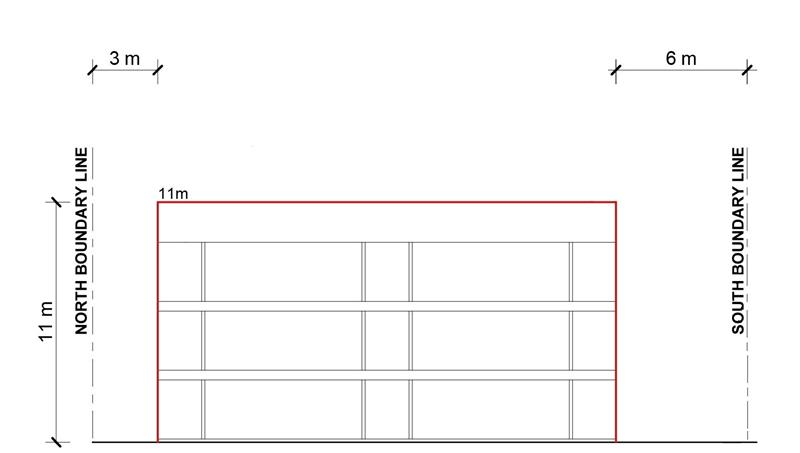 3 m
6 m
NORTH BOUNDARY LINE
11m
SOUTH BOUNDARY LINE
11 m